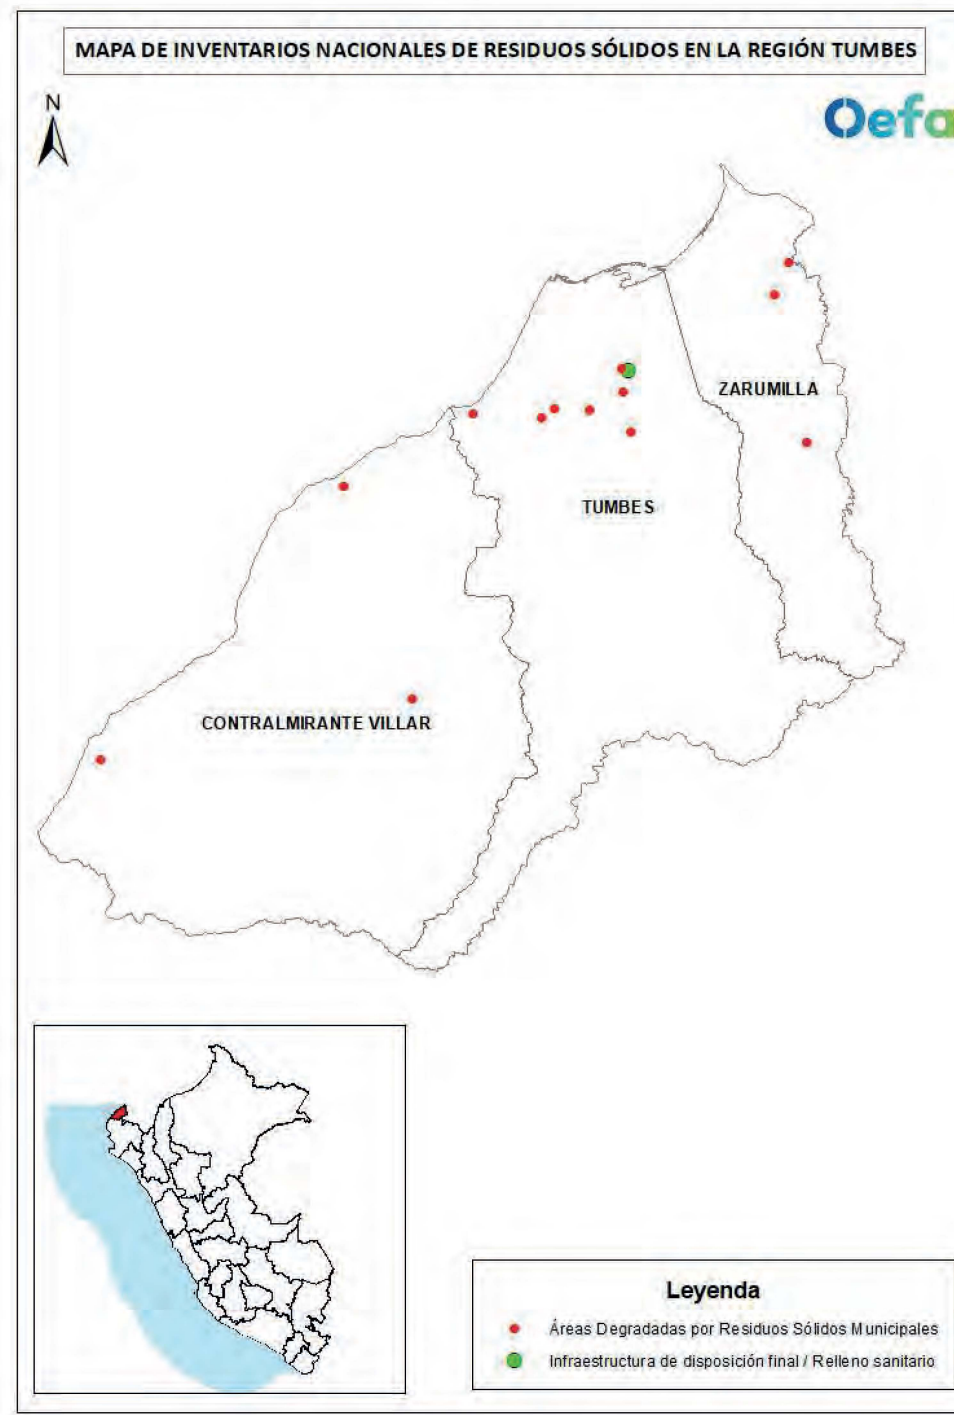 MAPA DE INVENTARIOS NACIONALES DE RESIDUOS SÓLIDOS EN LA REGIÓN TUMBES
N
Oefa
ZARUMILLA
TUMBES
CONTRALMIRANTE VILLAR
Leyenda
Áreas Degradadas por Residuos Sólidos Municipales
Infraestructura de disposición final / Relleno sanitario